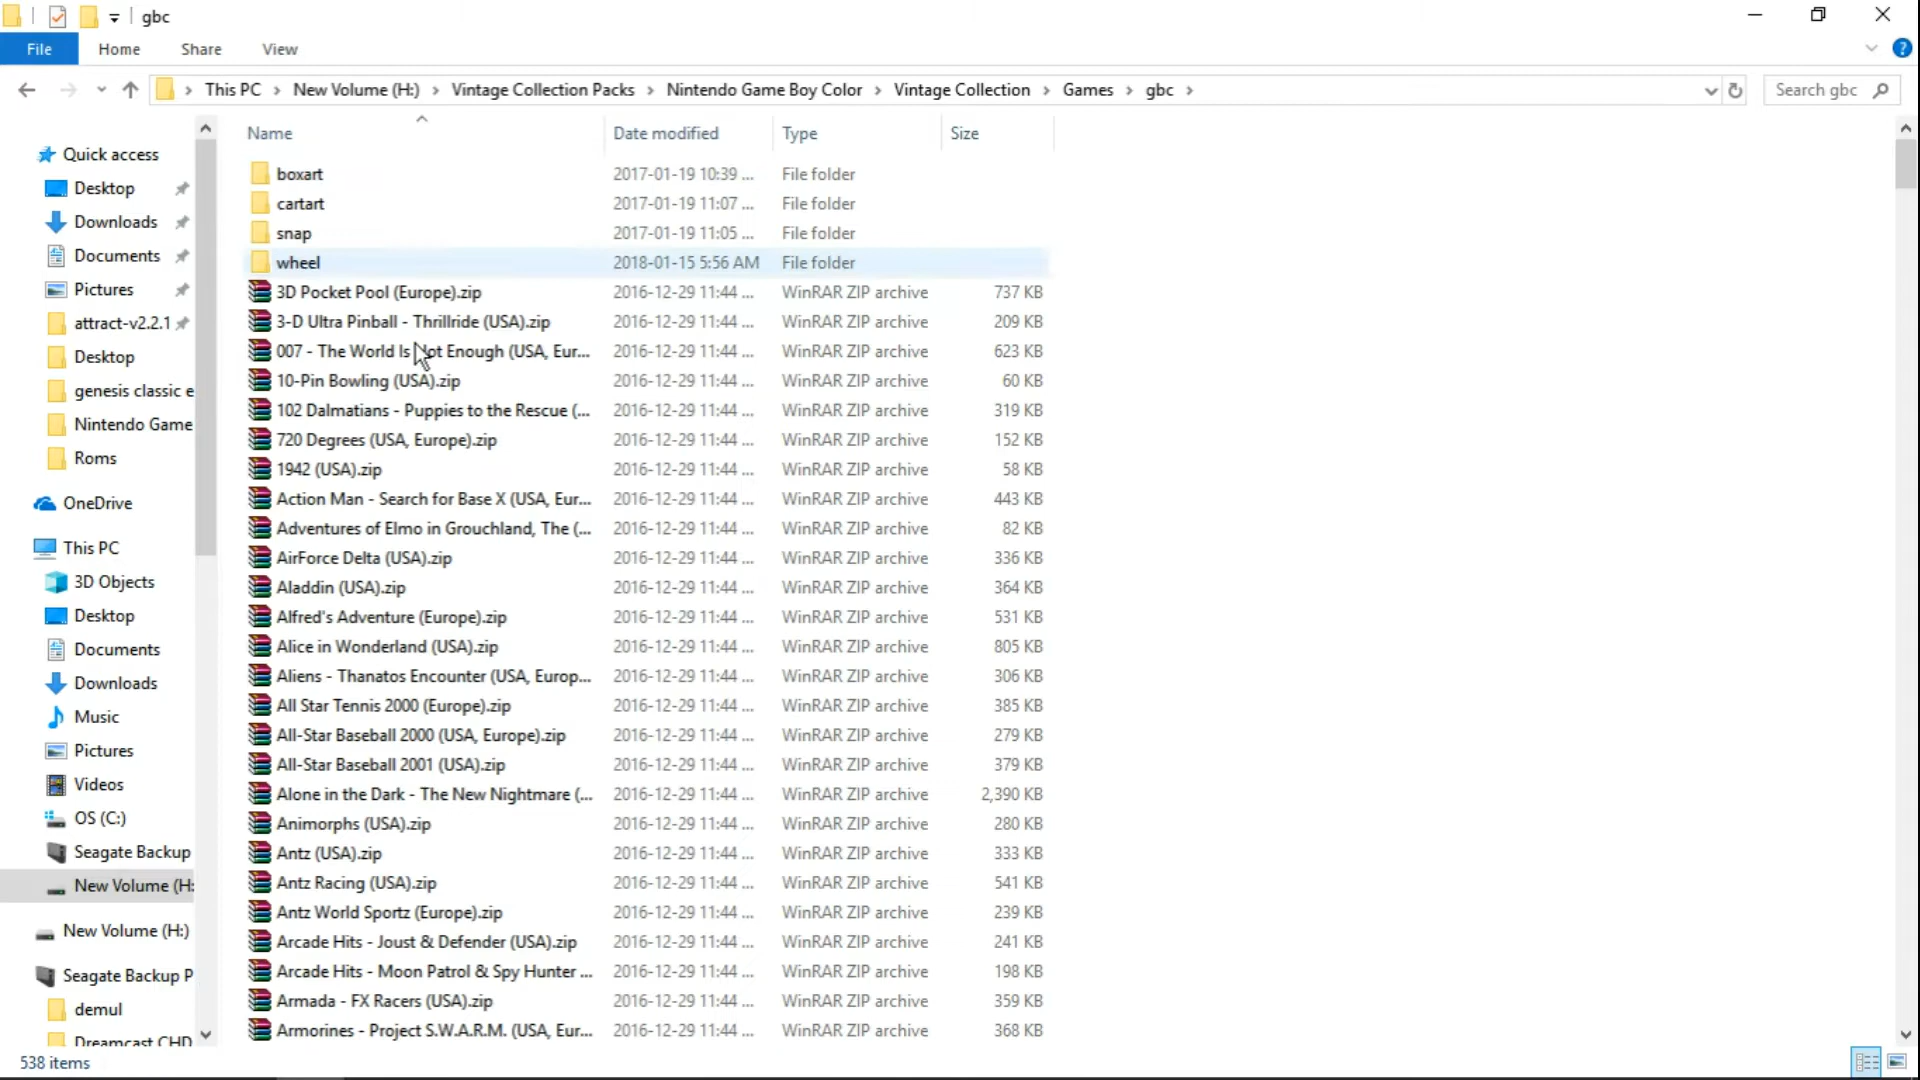 gbc
File Home Share View
This PC New Volume (H:) Vintage Collection Packs Nintendo Game Boy Color Vintage Collection Games gbc Search gbc
Quick access
Desktop
Downloads
Documents
Pictures
attract-v2.2.1
Desktop
genesis classic e
Nintendo Game
Roms
OneDrive
This PC
3D Objects
Desktop
Documents
Downloads
Music
Pictures
Videos
OS (C:)
Seagate Backup
New Volume (H:
New Volume (H:)
Seagate Backup P
demul
Dreamcast CHD
Name Date modified Type Size
boxart 2017-01-19 10:39 ... File folder
cartart 2017-01-19 11:07 ... File folder
snap 2017-01-19 11:05 ... File folder
wheel 2018-01-15 5:56 AM File folder
3D Pocket Pool (Europe).zip 2016-12-29 11:44 ... WinRAR ZIP archive 737 KB
3-D Ultra Pinball - Thrillride (USA).zip 2016-12-29 11:44 ... WinRAR ZIP archive 209 KB
007 - The World Is Not Enough (USA, Eur... 2016-12-29 11:44 ... WinRAR ZIP archive 623 KB
10-Pin Bowling (USA).zip 2016-12-29 11:44 ... WinRAR ZIP archive 60 KB
102 Dalmatians - Puppies to the Rescue (... 2016-12-29 11:44 ... WinRAR ZIP archive 319 KB
720 Degrees (USA, Europe).zip 2016-12-29 11:44 ... WinRAR ZIP archive 152 KB
1942 (USA).zip 2016-12-29 11:44 ... WinRAR ZIP archive 58 KB
Action Man - Search for Base X (USA, Eur... 2016-12-29 11:44 ... WinRAR ZIP archive 443 KB
Adventures of Elmo in Grouchland, The (... 2016-12-29 11:44 ... WinRAR ZIP archive 82 KB
AirForce Delta (USA).zip 2016-12-29 11:44 ... WinRAR ZIP archive 336 KB
Aladdin (USA).zip 2016-12-29 11:44 ... WinRAR ZIP archive 364 KB
Alfred's Adventure (Europe).zip 2016-12-29 11:44 ... WinRAR ZIP archive 531 KB
Alice in Wonderland (USA).zip 2016-12-29 11:44 ... WinRAR ZIP archive 805 KB
Aliens - Thanatos Encounter (USA, Europ... 2016-12-29 11:44 ... WinRAR ZIP archive 306 KB
All Star Tennis 2000 (Europe).zip 2016-12-29 11:44 ... WinRAR ZIP archive 385 KB
All-Star Baseball 2000 (USA, Europe).zip 2016-12-29 11:44 ... WinRAR ZIP archive 279 KB
All-Star Baseball 2001 (USA).zip 2016-12-29 11:44 ... WinRAR ZIP archive 379 KB
Alone in the Dark - The New Nightmare (... 2016-12-29 11:44 ... WinRAR ZIP archive 2,390 KB
Animorphs (USA).zip 2016-12-29 11:44 ... WinRAR ZIP archive 280 KB
Antz (USA).zip 2016-12-29 11:44 ... WinRAR ZIP archive 333 KB
Antz Racing (USA).zip 2016-12-29 11:44 ... WinRAR ZIP archive 541 KB
Antz World Sportz (Europe).zip 2016-12-29 11:44 ... WinRAR ZIP archive 239 KB
Arcade Hits - Joust & Defender (USA).zip 2016-12-29 11:44 ... WinRAR ZIP archive 241 KB
Arcade Hits - Moon Patrol & Spy Hunter ... 2016-12-29 11:44 ... WinRAR ZIP archive 198 KB
Armada - FX Racers (USA).zip 2016-12-29 11:44 ... WinRAR ZIP archive 359 KB
Armorines - Project S.W.A.R.M. (USA, Eur... 2016-12-29 11:44 ... WinRAR ZIP archive 368 KB
538 items